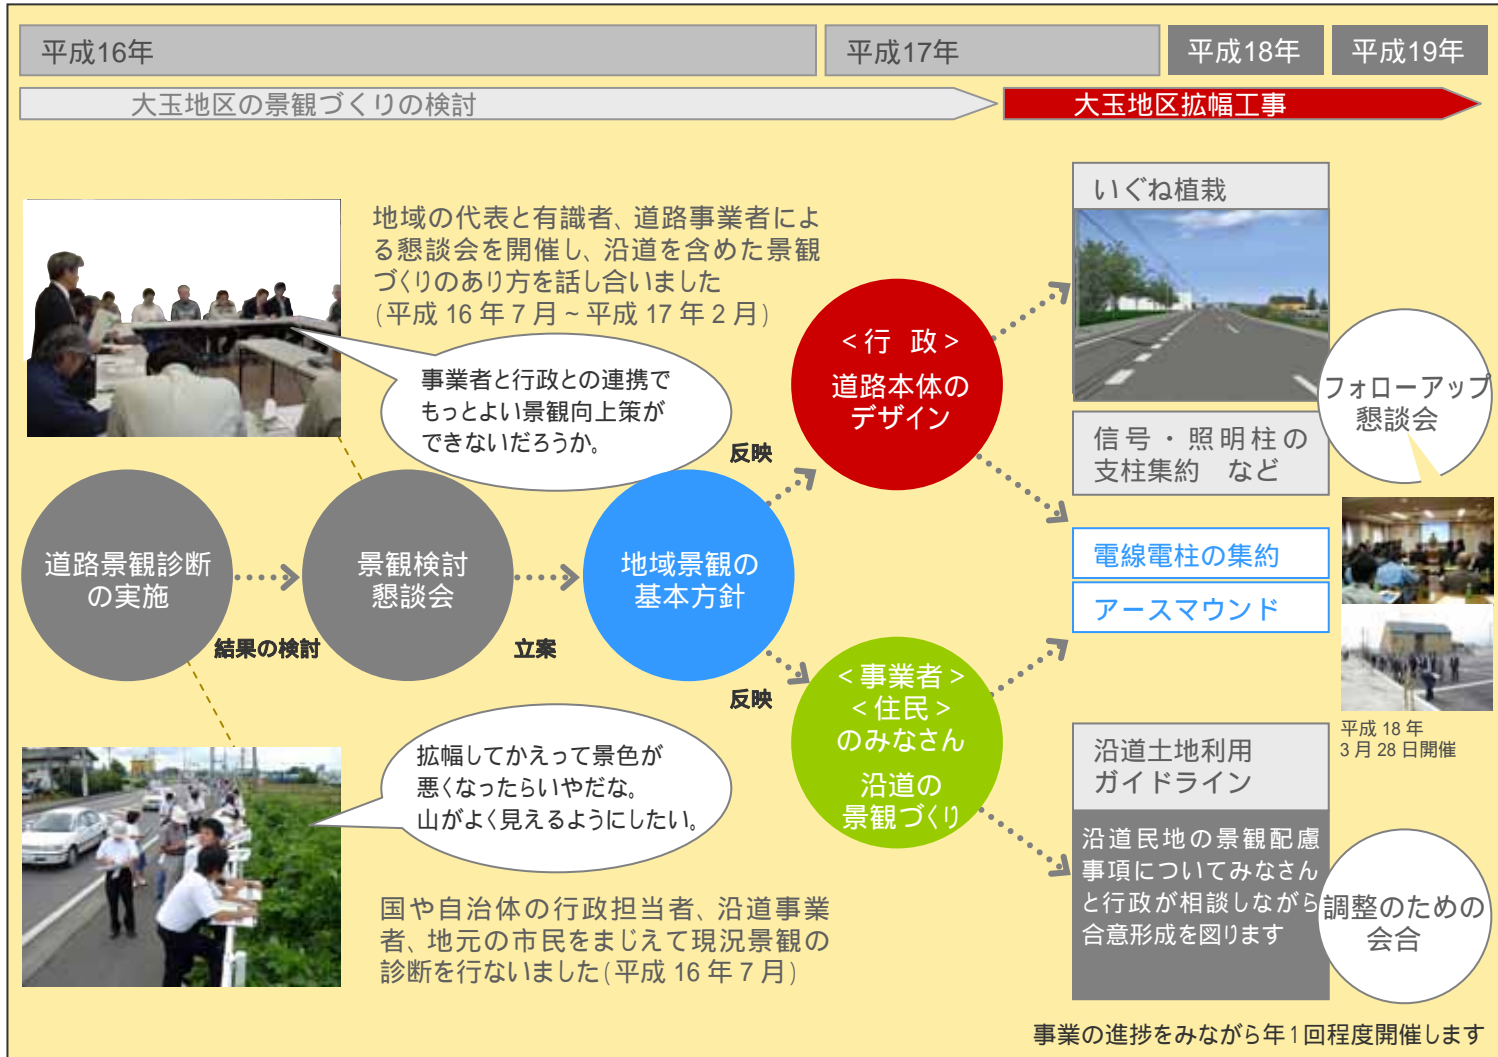 平成16年
平成17年
平成18年
平成19年
大玉地区の景観づくりの検討
大玉地区拡幅工事
地域の代表と有識者、道路事業者によ
る懇談会を開催し、沿道を含めた景観
づくりのあり方を話し合いました
(平成 16 年 7 月 ~ 平成 17 年 2 月)
事業者と行政との連携で
もっとよい景観向上策が
できないだろうか。
道路景観診断
の実施
結果の検討
景観検討
懇談会
立案
地域景観の
基本方針
反映
反映
<行 政>
道路本体の
デザイン
<事業者>
<住民>
のみなさん
沿道の
景観づくり
いぐね植栽
信号・照明柱の
支柱集約 など
電線電柱の集約
アースマウンド
フォローアップ
懇談会
平成 18 年
3 月 28 日開催
沿道土地利用
ガイドライン
沿道民地の景観配慮
事項についてみなさん
と行政が相談しながら
合意形成を図ります
調整のための
会合
拡幅してかえって景色が
悪くなったらいやだな。
山がよく見えるようにしたい。
国や自治体の行政担当者、沿道事業
者、地元の市民をまじえて現況景観の
診断を行ないました(平成 16 年 7 月)
事業の進捗をみながら年1回程度開催します